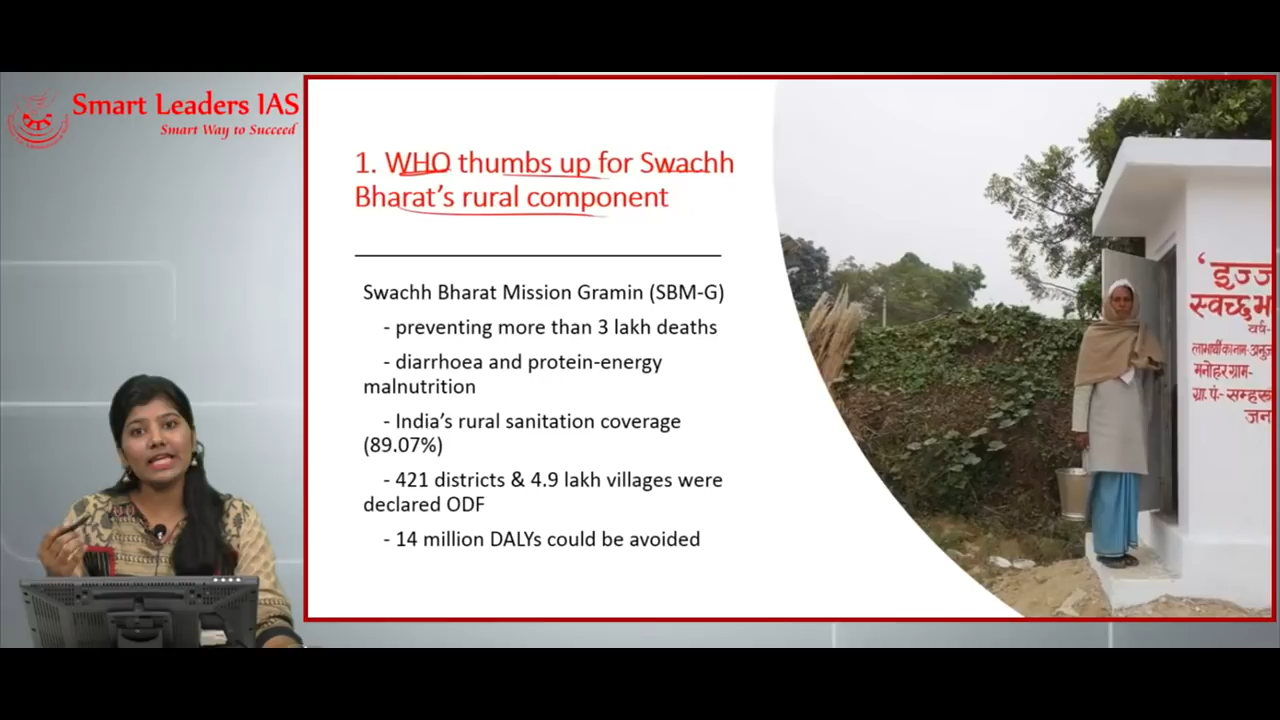 Smart Leaders IAS
Smart Way to Succeed
1. WHO thumbs up for Swachh
Bharat's rural component
Swachh Bharat Mission Gramin (SBM-G)
- preventing more than 3 lakh deaths
- diarrhoea and protein-energy
malnutrition
- India's rural sanitation coverage
(89.07%)
- 421 districts & 4.9 lakh villages were
declared ODF
- 14 million DALYs could be avoided
'इज्ज
स्वच्छ भ
वर्ष-
लाभार्थी का नाम- अनुज
मनोहर ग्राम-
ग्रा. पं.-
जन